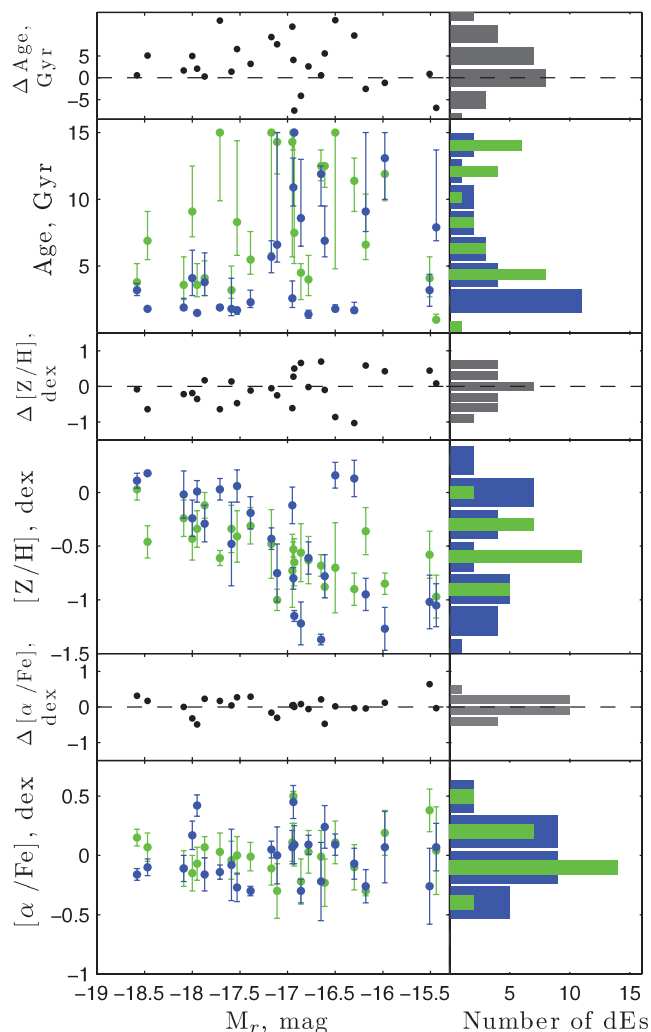 Δ Age,
Gyr
5
0
−5
Age, Gyr
15
10
5
Δ [Z/H],
dex
1
0
−1
[Z/H], dex
0
−0.5
−1
−1.5
Δ [α /Fe],
dex
1
0
−1
[α /Fe], dex
0.5
0
−0.5
−1
−19 −18.5 −18 −17.5 −17 −16.5 −16 −15.5
5 10 15
M_r, mag
Number of dEs